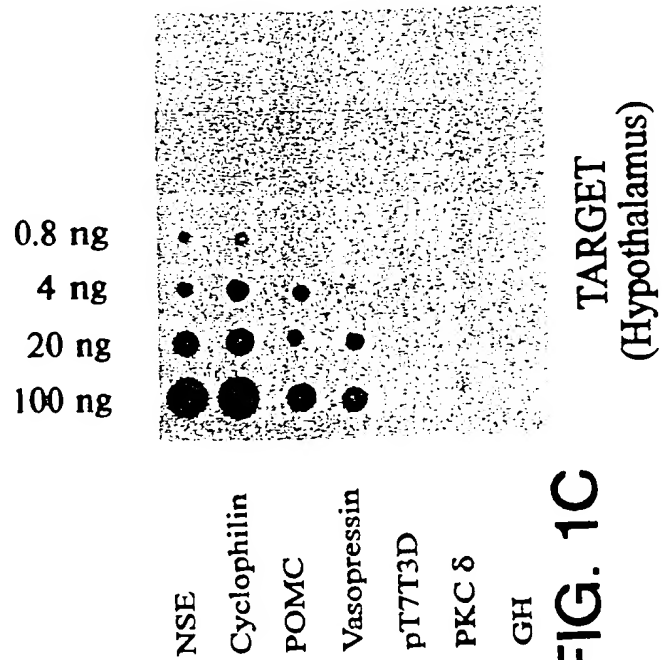 0.8 ng
4 ng
20 ng
100 ng
NSE
Cyclophilin
POMC
Vasopressin
pT7T3D
PKC δ
GH
TARGET
(Hypothalamus)
FIG. 1C